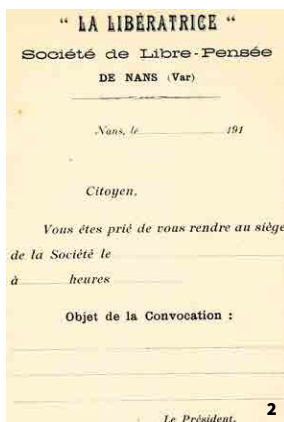 “ LA LIBÉRATRICE “
Société de Libre-Pensée
DE NANS (Var)
Nans, le 191
Citoyen,
Vous êtes prié de vous rendre au siège
de la Société le
à heures
Objet de la Convocation :
Le Président,
2